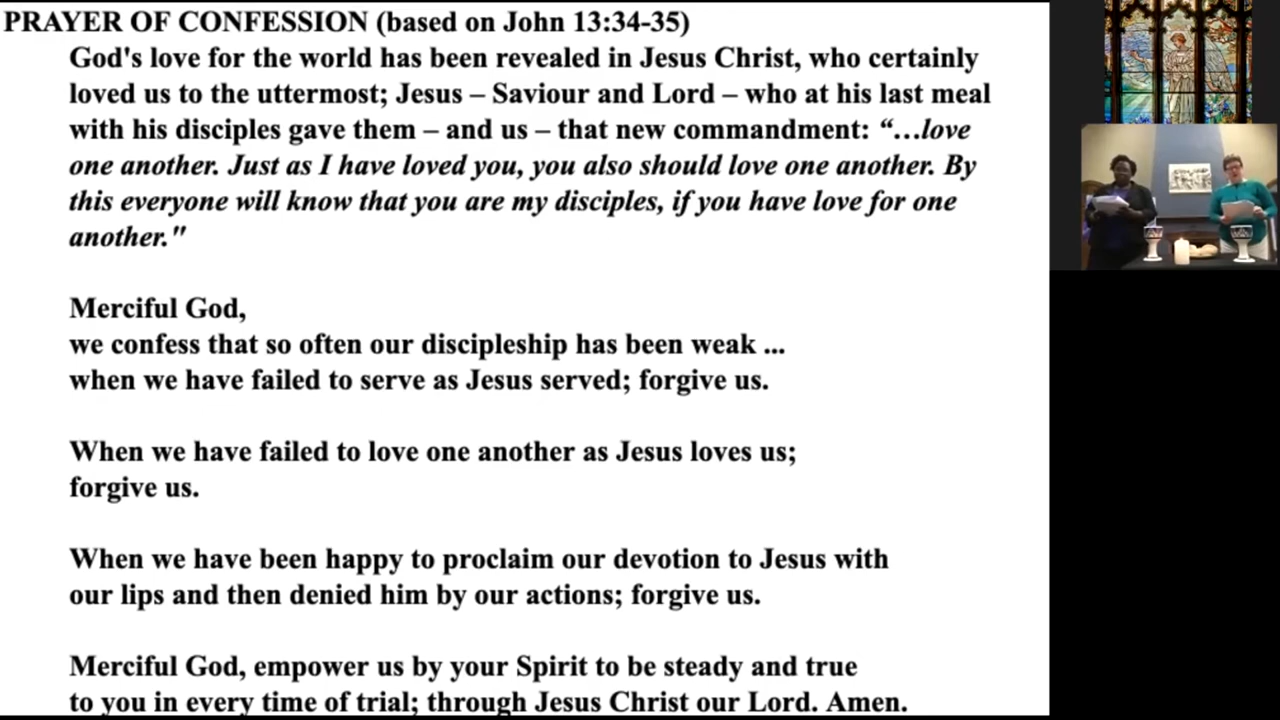 PRAYER OF CONFESSION (based on John 13:34-35)
God's love for the world has been revealed in Jesus Christ, who certainly
loved us to the uttermost; Jesus – Saviour and Lord – who at his last meal
with his disciples gave them – and us – that new commandment: “…love
one another. Just as I have loved you, you also should love one another. By
this everyone will know that you are my disciples, if you have love for one
another."
Merciful God,
we confess that so often our discipleship has been weak ...
when we have failed to serve as Jesus served; forgive us.
When we have failed to love one another as Jesus loves us;
forgive us.
When we have been happy to proclaim our devotion to Jesus with
our lips and then denied him by our actions; forgive us.
Merciful God, empower us by your Spirit to be steady and true
to you in every time of trial; through Jesus Christ our Lord. Amen.